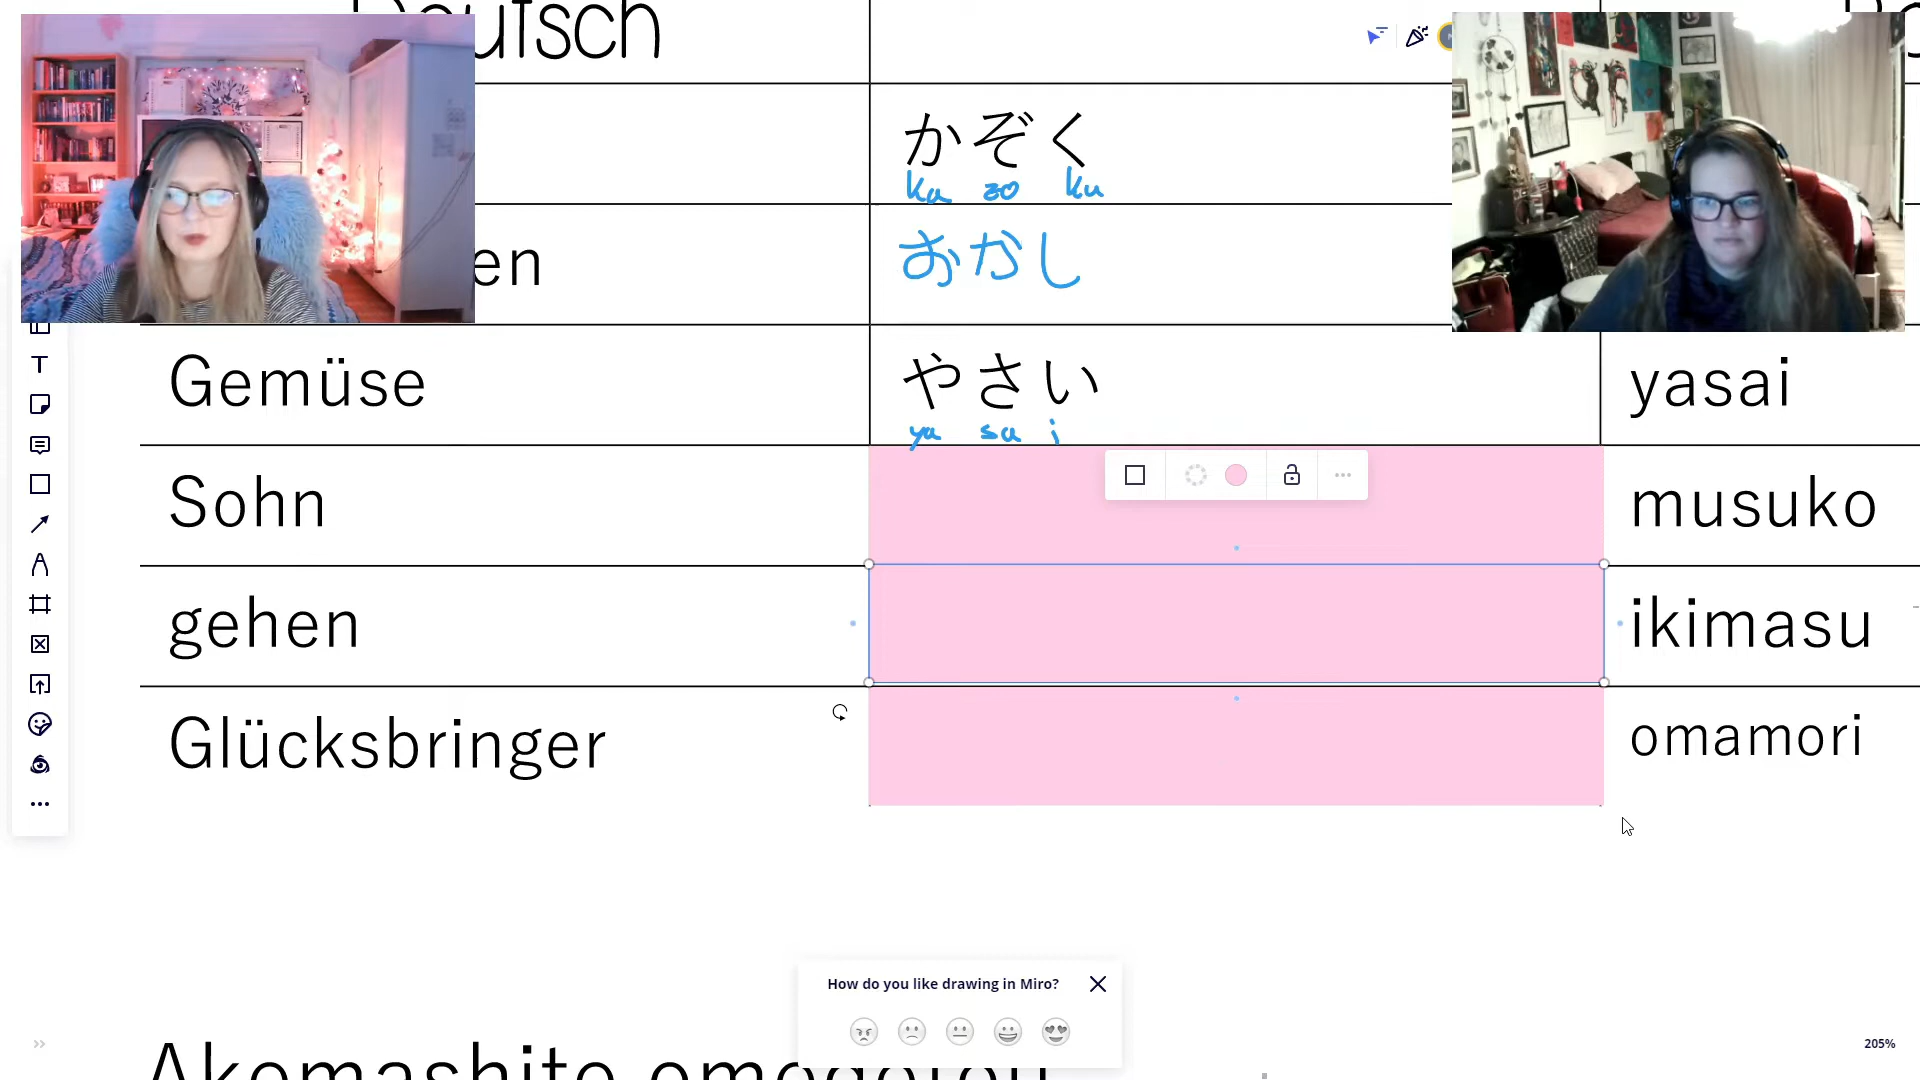 Deutsch
かぞく
ka zo ku
en
おかし
Gemüse
やさい
yasai
ya sa i
Sohn
musuko
gehen
ikimasu
Glücksbringer
omamori
How do you like drawing in Miro?
205%